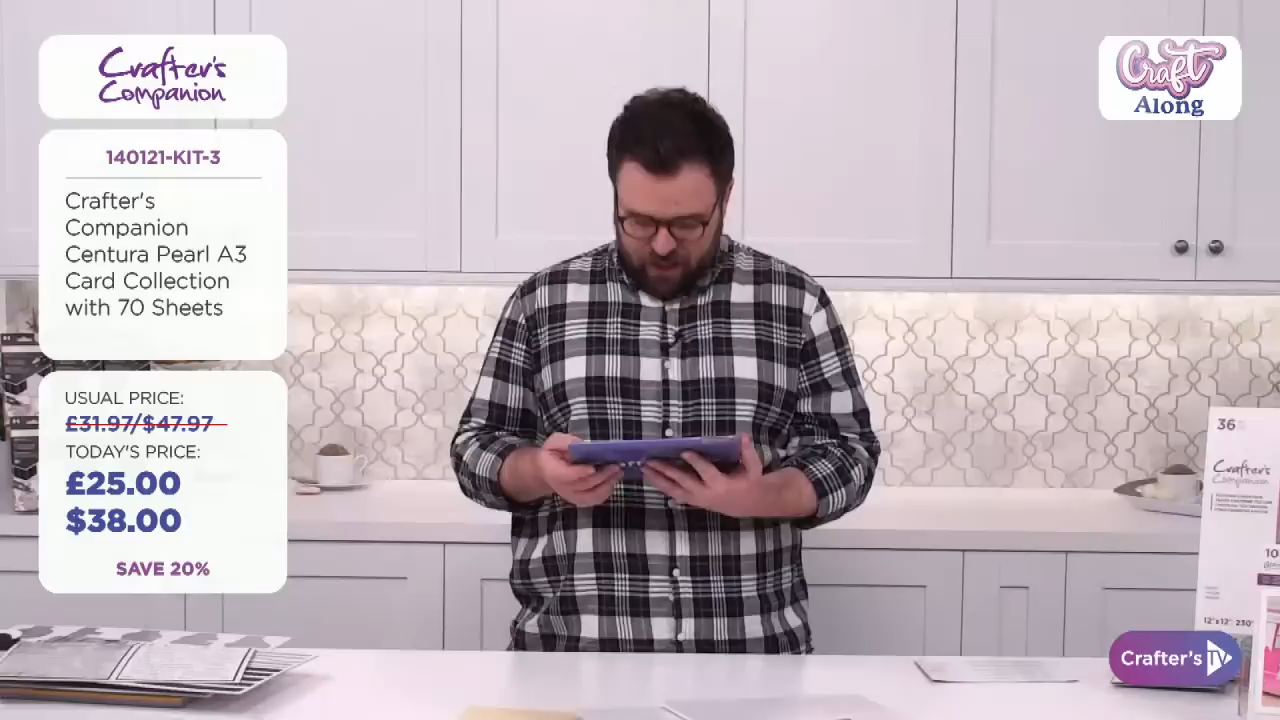 Crafter's
Companion
140121-KIT-3
Crafter's
Companion
Centura Pearl A3
Card Collection
with 70 Sheets
USUAL PRICE:
£31.97/$47.97
TODAY'S PRICE:
£25.00
$38.00
SAVE 20%
Craft
Along
36
Crafter's
Companion
10
12"x12" 230
Crafter's TV